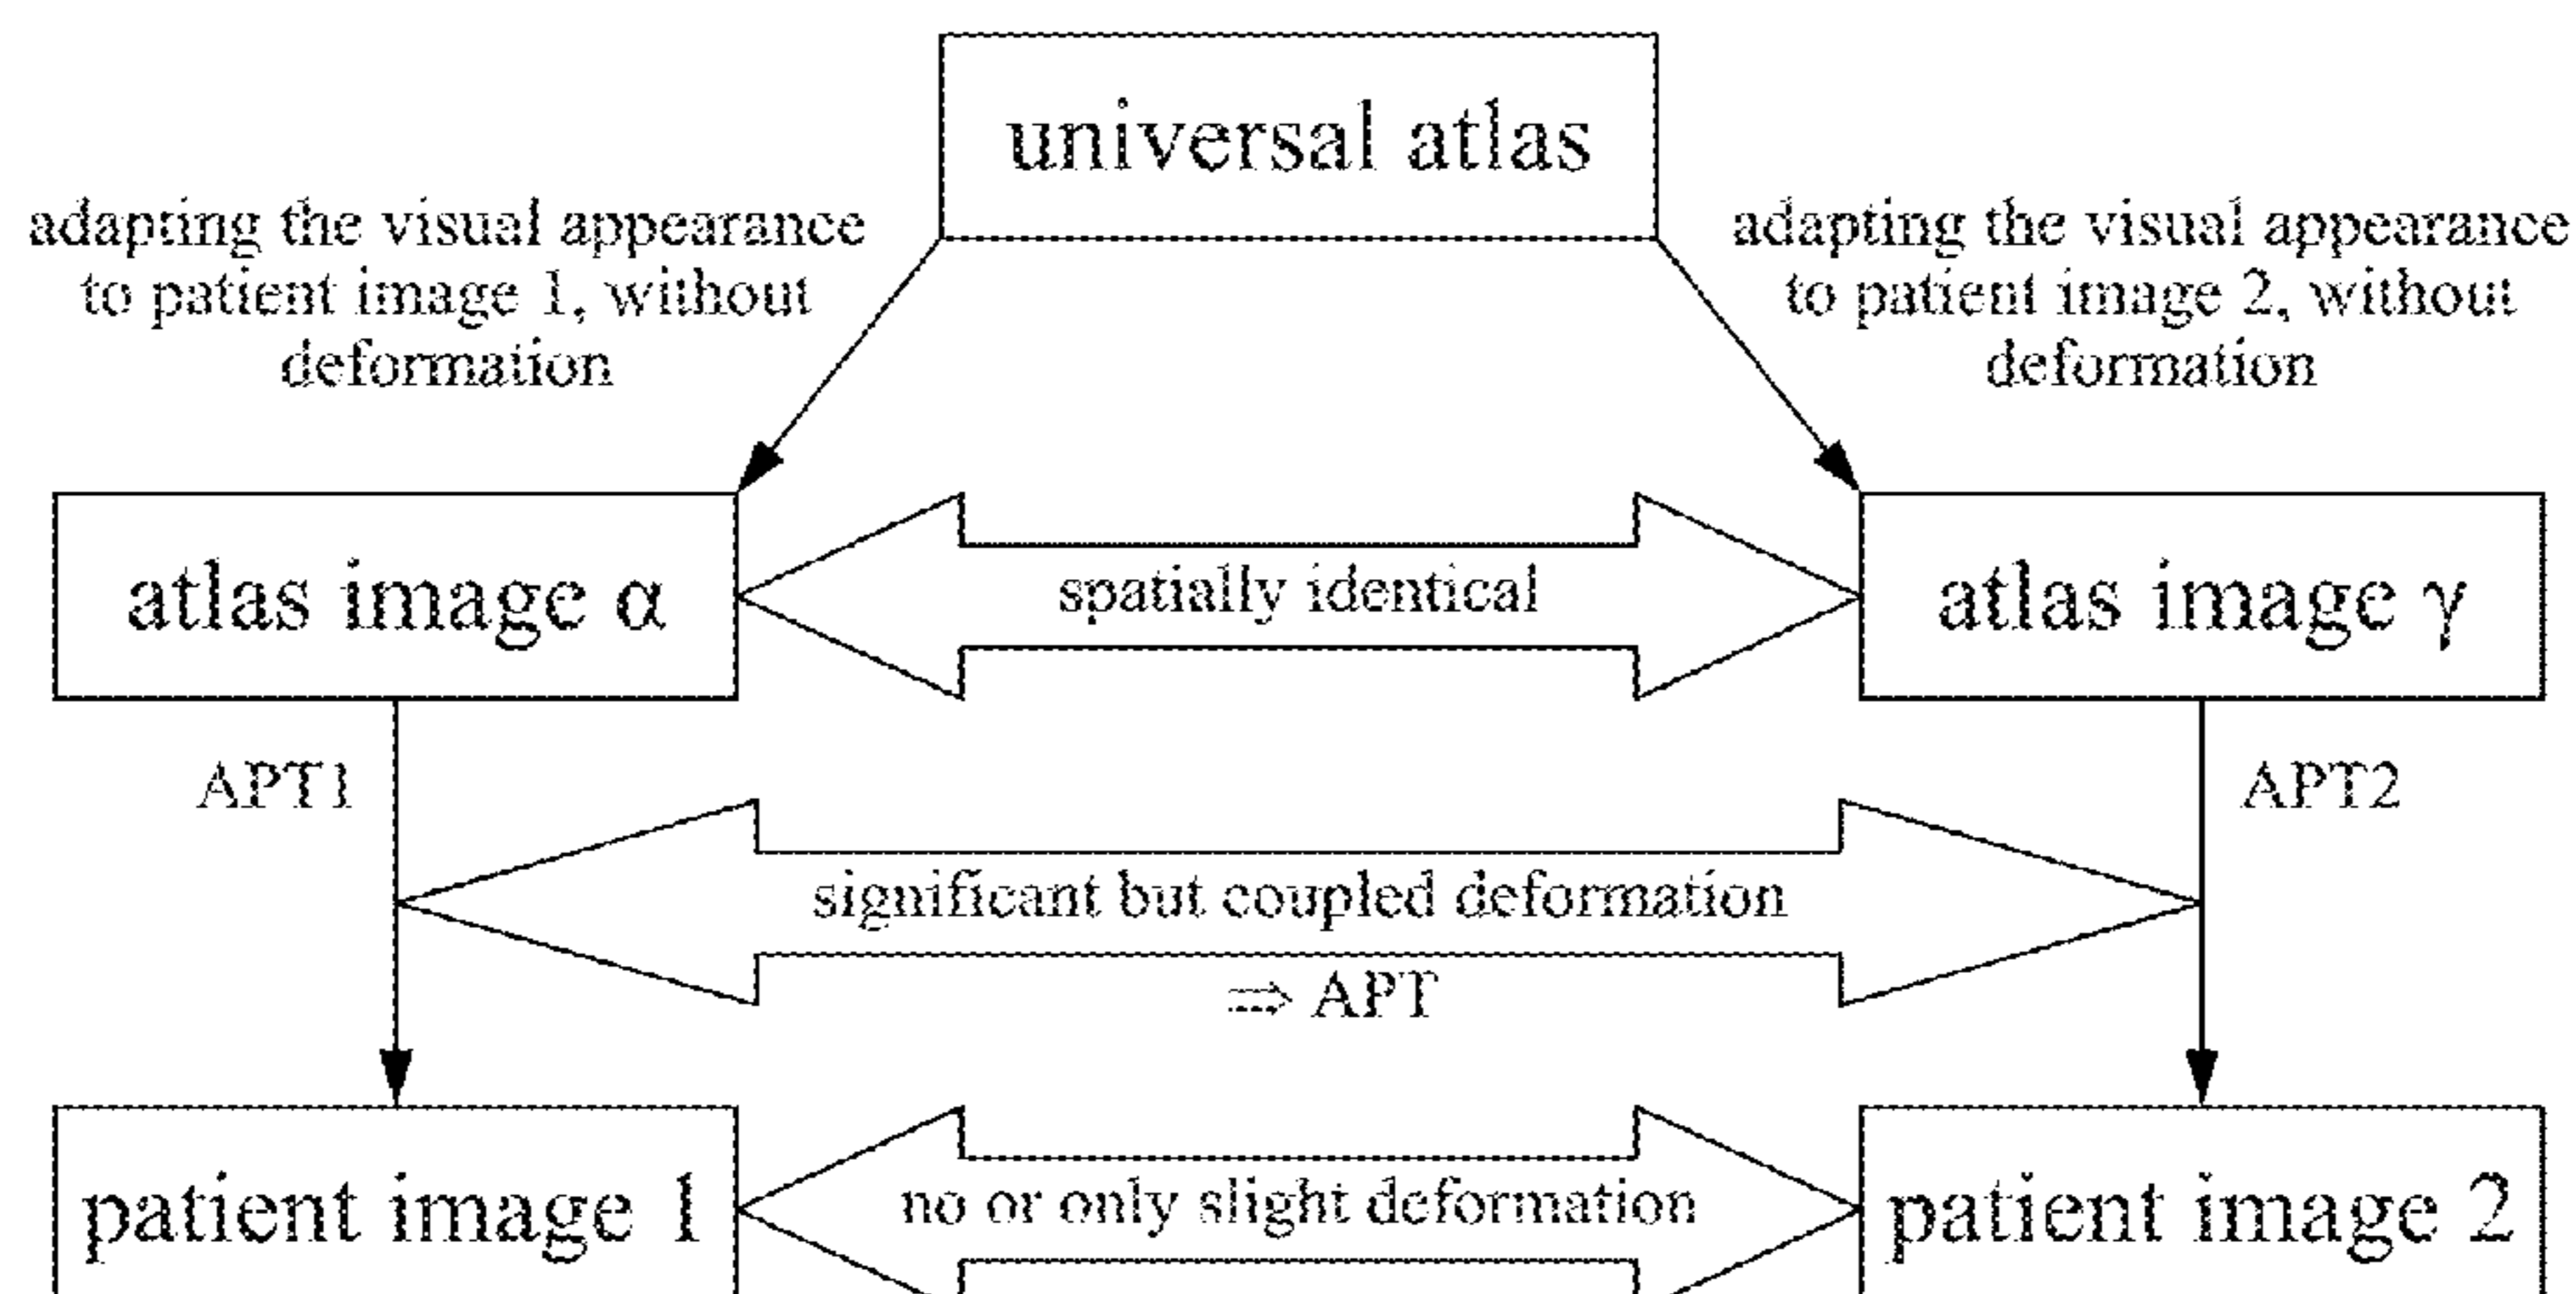 universal atlas
adapting the visual appearance
to patient image 1, without
deformation
adapting the visual appearance
to patient image 2, without
deformation
atlas image α
spatially identical
atlas image γ
APT1
APT2
significant but coupled deformation
⇒ APT
patient image 1
no or only slight deformation
patient image 2